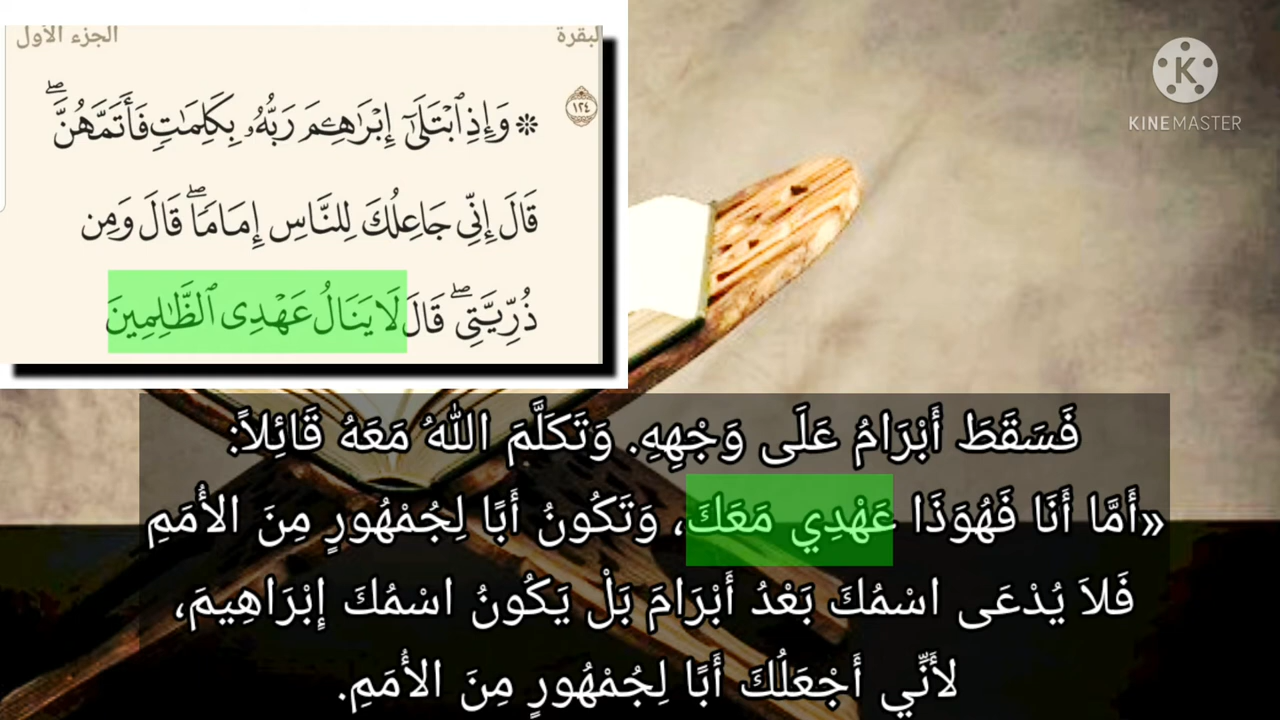 الجزء الأول
البقرة
١٢٤
KINEMASTER
۞ وَإِذِ ٱبْتَلَىٰٓ إِبْرَٰهِـۧمَ رَبُّهُۥ بِكَلِمَٰتٍ فَأَتَمَّهُنَّۖ
قَالَ إِنِّى جَاعِلُكَ لِلنَّاسِ إِمَامًاۖ قَالَ وَمِن
ذُرِّيَّتِىۖ قَالَ لَا يَنَالُ عَهْدِى ٱلظَّٰلِمِينَ
فَسَقَطَ أَبْرَامُ عَلَى وَجْهِهِ. وَتَكَلَّمَ اللهُ مَعَهُ قَائِلاً:
«أَمَّا أَنَا فَهُوَذَا عَهْدِي مَعَكَ، وَتَكُونُ أَبًا لِجُمْهُورٍ مِنَ الأُمَمِ
فَلاَ يُدْعَى اسْمُكَ بَعْدُ أَبْرَامَ بَلْ يَكُونُ اسْمُكَ إِبْرَاهِيمَ،
لأَنِّي أَجْعَلُكَ أَبًا لِجُمْهُورٍ مِنَ الأُمَمِ.